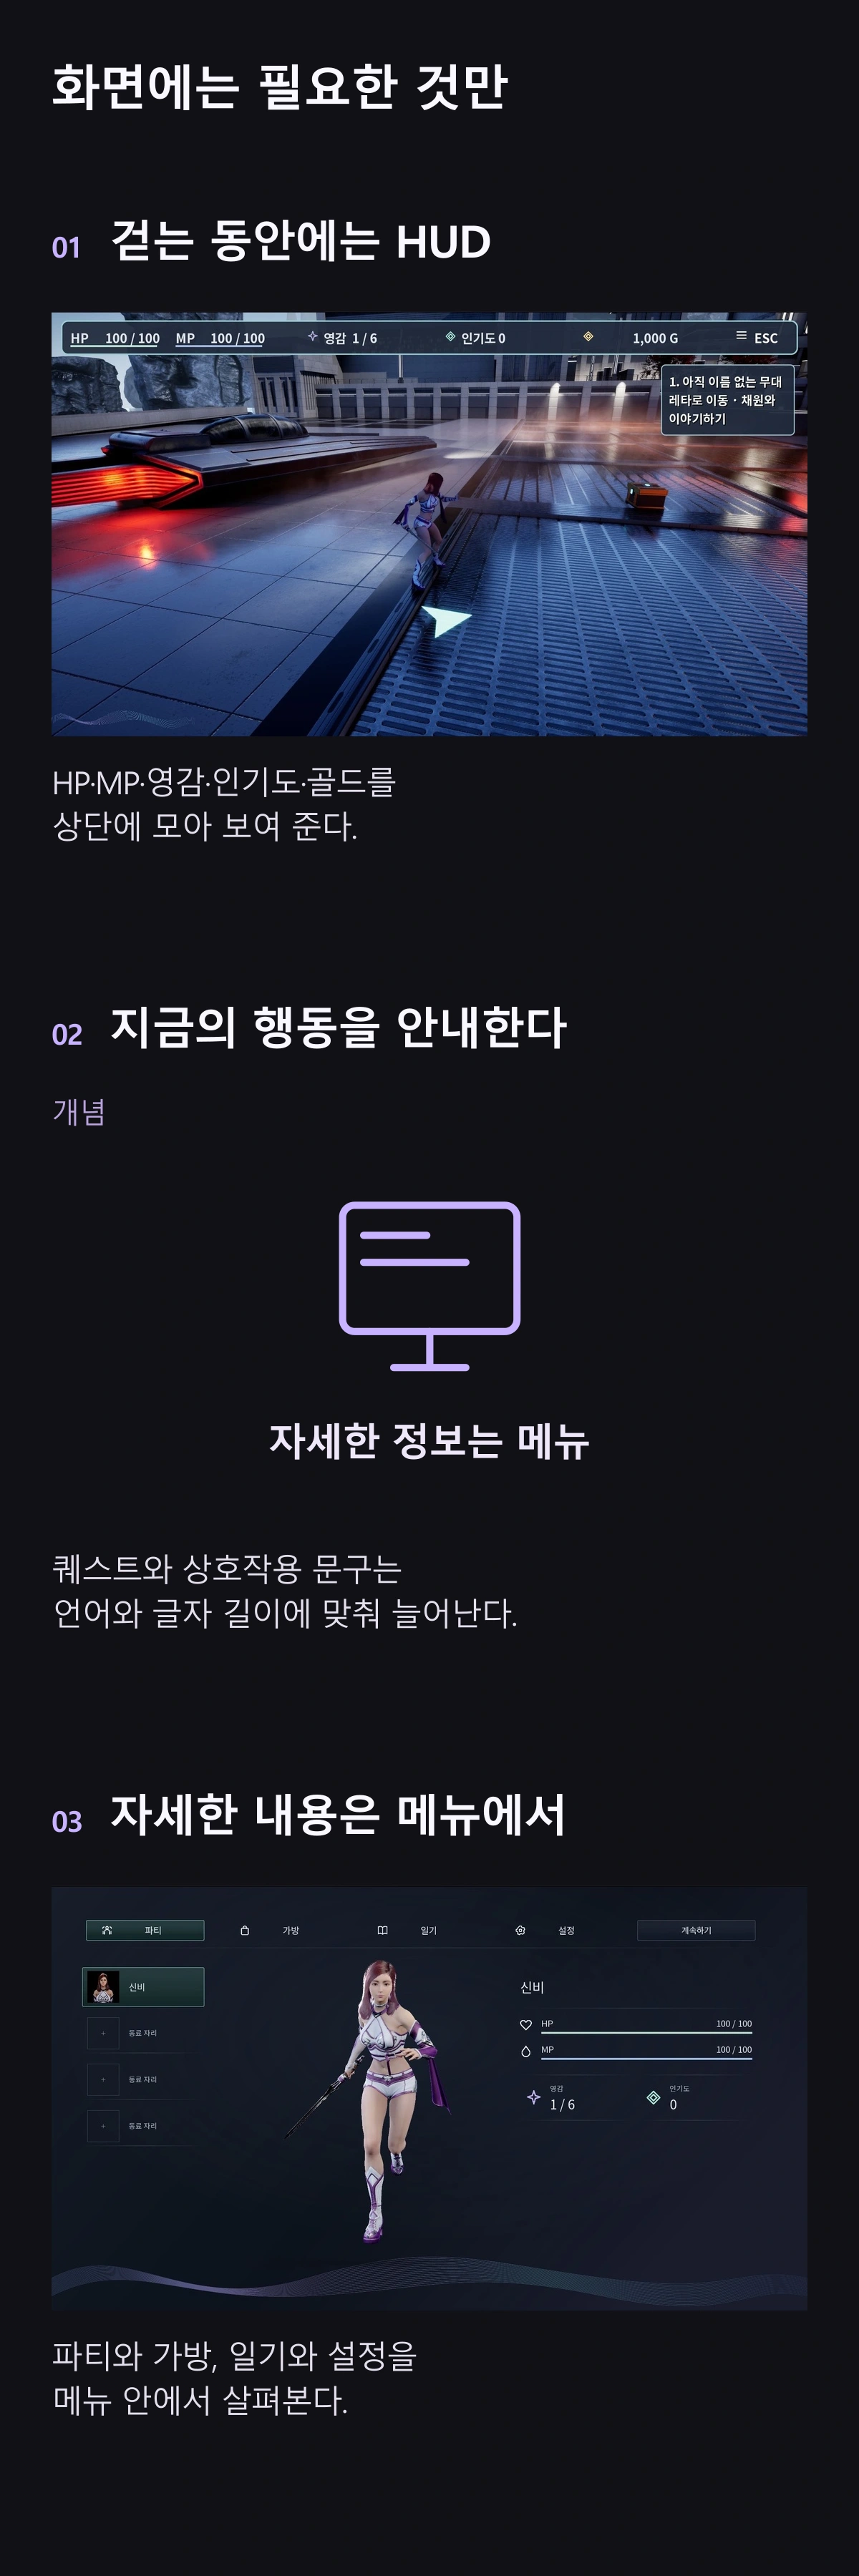 화면에는 필요한 것만
01 걷는 동안에는 HUD
HP 100 / 100 MP 100 / 100 영감 1 / 6 인기도 0 1,000 G ESC
1. 아직 이름 없는 무대
레타로 이동 · 채원와
이야기하기
HP·MP·영감·인기도·골드를
상단에 모아 보여 준다.
02 지금의 행동을 안내한다
개념
자세한 정보는 메뉴
퀘스트와 상호작용 문구는
언어와 글자 길이에 맞춰 늘어난다.
03 자세한 내용은 메뉴에서
파티 가방 일기 설정 계속하기
신비
동료 자리
동료 자리
동료 자리
신비
HP 100 / 100
MP 100 / 100
영감 인기도
1 / 6 0
파티와 가방, 일기와 설정을
메뉴 안에서 살펴본다.